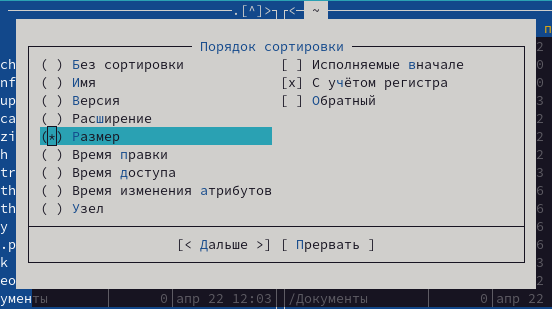 .[^]>┐┌<─ ~
Порядок сортировки
( ) Без сортировки [ ] Исполняемые вначале
( ) Имя [x] С учётом регистра
( ) Версия [ ] Обратный
( ) Расширение
(*) Размер
( ) Время правки
( ) Время доступа
( ) Время изменения атрибутов
( ) Узел
[< Дальше >] [ Прервать ]
ch
nf
up
ca
zi
h
tr
th
th
y
.p
k
eo
ументы 0 апр 22 12:03 /Документы 0 апр 22